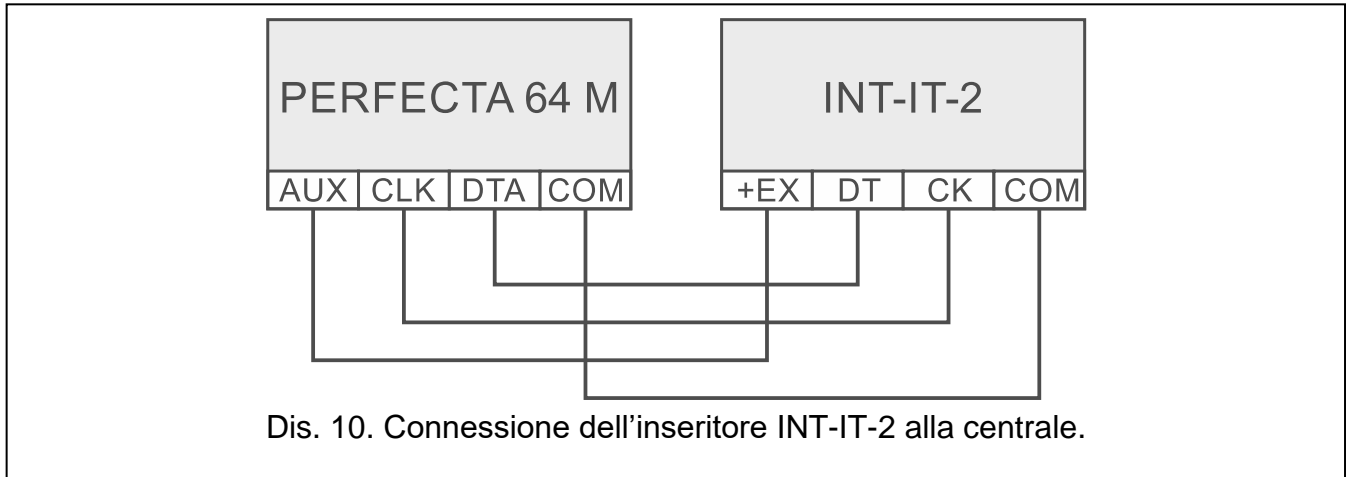 PERFECTA 64 M
INT-IT-2
AUX CLK DTA COM
+EX DT CK COM
Dis. 10. Connessione dell’inseritore INT-IT-2 alla centrale.